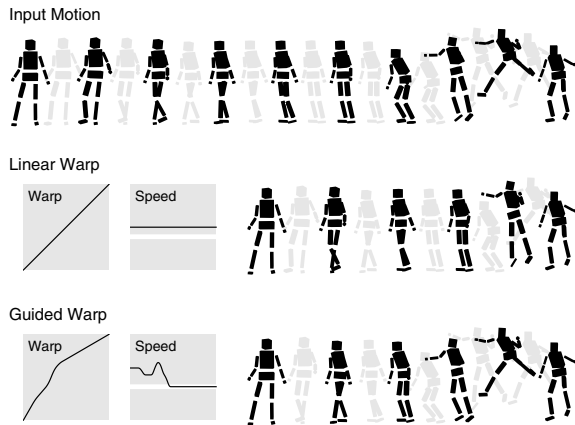 Input Motion
Linear Warp
Warp
Speed
Guided Warp
Warp
Speed